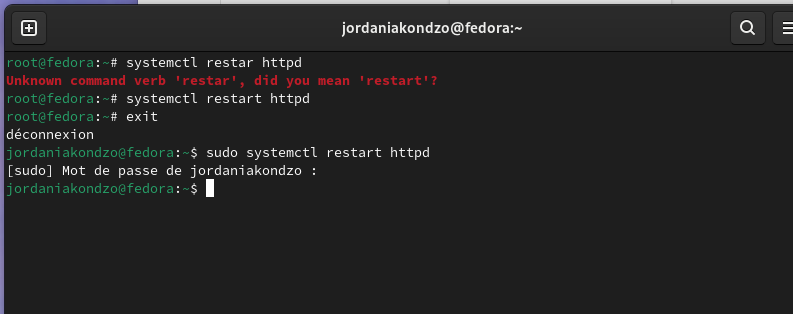 jordaniakondzo@fedora:~
root@fedora:~# systemctl restar httpd
Unknown command verb 'restar', did you mean 'restart'?
root@fedora:~# systemctl restart httpd
root@fedora:~# exit
déconnexion
jordaniakondzo@fedora:~$ sudo systemctl restart httpd
[sudo] Mot de passe de jordaniakondzo :
jordaniakondzo@fedora:~$